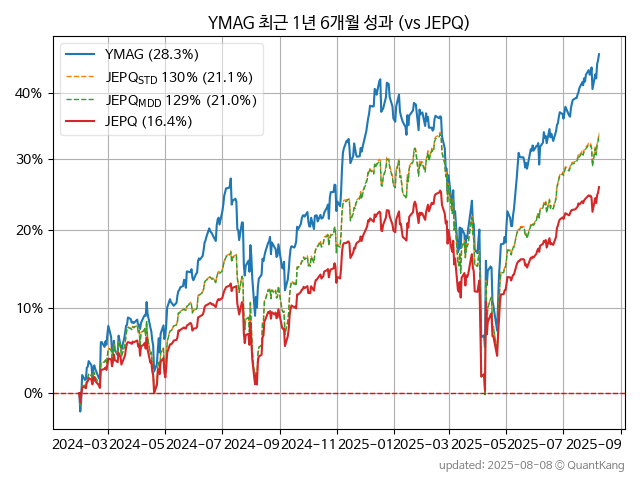 YMAG 최근 1년 6개월 성과 (vs JEPQ)
YMAG (28.3%)
JEPQSTD 130% (21.1%)
JEPQMDD 129% (21.0%)
JEPQ (16.4%)
40%
30%
20%
10%
0%
2024-03 2024-05 2024-07 2024-09 2024-11 2025-01 2025-03 2025-05 2025-07 2025-09
updated: 2025-08-08 © QuantKang